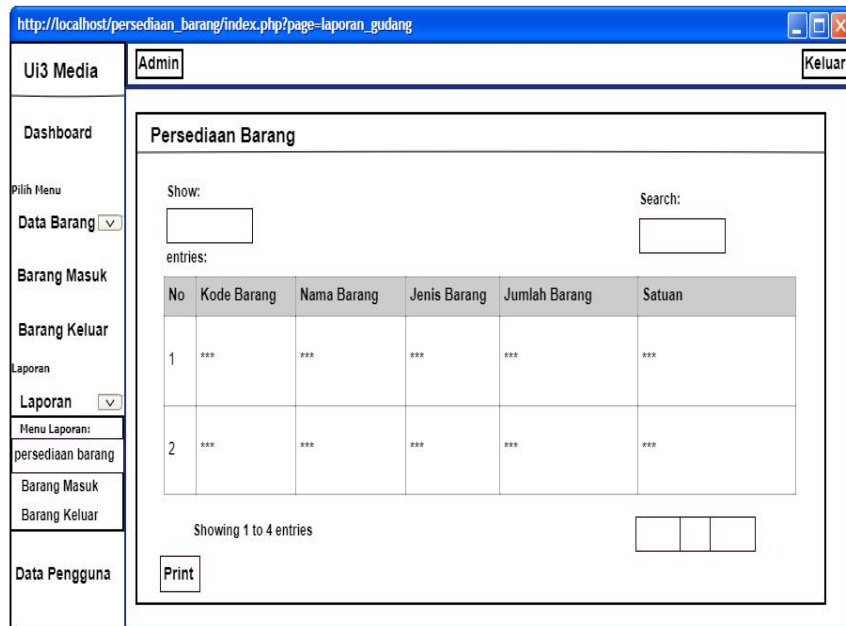 http://localhost/persediaan_barang/index.php?page=laporan_gudang
Ui3 Media
Admin
Keluar
Dashboard
Pilih Menu
Data Barang
Barang Masuk
Barang Keluar
Laporan
Laporan
Menu Laporan:
persediaan barang
Barang Masuk
Barang Keluar
Data Pengguna
Persediaan Barang
Show:
entries:
Search:
No Kode Barang Nama Barang Jenis Barang Jumlah Barang Satuan
1 *** *** *** *** ***
2 *** *** *** *** ***
Showing 1 to 4 entries
Print